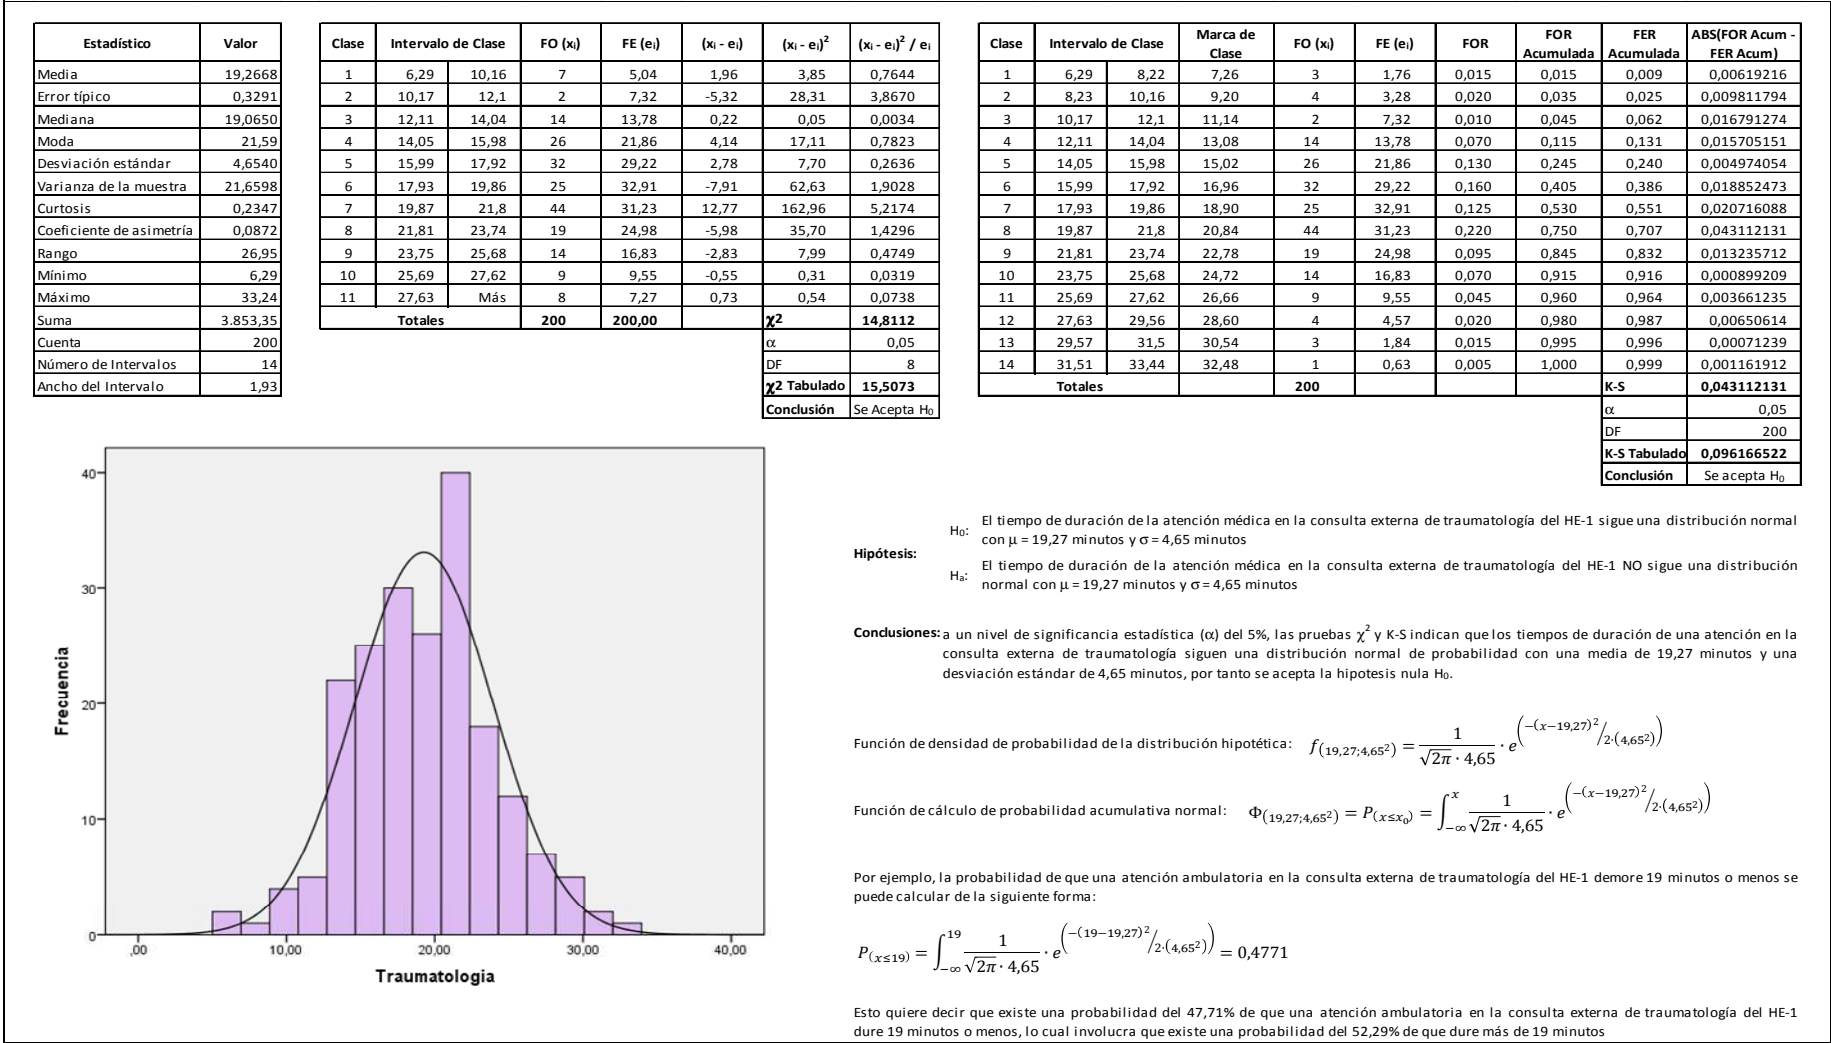 Estadístico Valor
Media 19,2668
Error típico 0,3291
Mediana 19,0650
Moda 21,59
Desviación estándar 4,6540
Varianza de la muestra 21,6598
Curtosis 0,2347
Coeficiente de asimetría 0,0872
Rango 26,95
Mínimo 6,29
Máximo 33,24
Suma 3.853,35
Cuenta 200
Número de Intervalos 14
Ancho del Intervalo 1,93
Clase Intervalo de Clase FO (xᵢ) FE (eᵢ) (xᵢ - eᵢ) (xᵢ - eᵢ)² (xᵢ - eᵢ)² / eᵢ
1 6,29 10,16 7 5,04 1,96 3,85 0,7644
2 10,17 12,1 2 7,32 -5,32 28,31 3,8670
3 12,11 14,04 14 13,78 0,22 0,05 0,0034
4 14,05 15,98 26 21,86 4,14 17,11 0,7823
5 15,99 17,92 32 29,22 2,78 7,70 0,2636
6 17,93 19,86 25 32,91 -7,91 62,63 1,9028
7 19,87 21,8 44 31,23 12,77 162,96 5,2174
8 21,81 23,74 19 24,98 -5,98 35,70 1,4296
9 23,75 25,68 14 16,83 -2,83 7,99 0,4749
10 25,69 27,62 9 9,55 -0,55 0,31 0,0319
11 27,63 Más 8 7,27 0,73 0,54 0,0738
Totales 200 200,00 χ2 14,8112
α 0,05
DF 8
χ2 Tabulado 15,5073
Conclusión Se Acepta H₀
Clase Intervalo de Clase Marca de Clase FO (xᵢ) FE (eᵢ) FOR FOR Acumulada FER Acumulada ABS(FOR Acum - FER Acum)
1 6,29 8,22 7,26 3 1,76 0,015 0,015 0,009 0,00619216
2 8,23 10,16 9,20 4 3,28 0,020 0,035 0,025 0,009811794
3 10,17 12,1 11,14 2 7,32 0,010 0,045 0,062 0,016791274
4 12,11 14,04 13,08 14 13,78 0,070 0,115 0,131 0,015705151
5 14,05 15,98 15,02 26 21,86 0,130 0,245 0,240 0,004974054
6 15,99 17,92 16,96 32 29,22 0,160 0,405 0,386 0,018852473
7 17,93 19,86 18,90 25 32,91 0,125 0,530 0,551 0,020716088
8 19,87 21,8 20,84 44 31,23 0,220 0,750 0,707 0,043112131
9 21,81 23,74 22,78 19 24,98 0,095 0,845 0,832 0,013235712
10 23,75 25,68 24,72 14 16,83 0,070 0,915 0,916 0,000899209
11 25,69 27,62 26,66 9 9,55 0,045 0,960 0,964 0,003661235
12 27,63 29,56 28,60 4 4,57 0,020 0,980 0,987 0,00650614
13 29,57 31,5 30,54 3 1,84 0,015 0,995 0,996 0,00071239
14 31,51 33,44 32,48 1 0,63 0,005 1,000 0,999 0,001161912
Totales 200 K-S 0,043112131
α 0,05
DF 200
K-S Tabulado 0,096166522
Conclusión Se acepta H₀
40
30
20
10
0
,00 10,00 20,00 30,00 40,00
Frecuencia
Traumatologia
Hipótesis:
H₀: El tiempo de duración de la atención médica en la consulta externa de traumatología del HE-1 sigue una distribución normal
con μ = 19,27 minutos y σ = 4,65 minutos
Hₐ: El tiempo de duración de la atención médica en la consulta externa de traumatología del HE-1 NO sigue una distribución
normal con μ = 19,27 minutos y σ = 4,65 minutos
Conclusiones: a un nivel de significancia estadística (α) del 5%, las pruebas χ² y K-S indican que los tiempos de duración de una atención en la
consulta externa de traumatología siguen una distribución normal de probabilidad con una media de 19,27 minutos y una
desviación estándar de 4,65 minutos, por tanto se acepta la hipotesis nula H₀.
Función de densidad de probabilidad de la distribución hipotética: f(19,27;4,65²) = 1/(√2π · 4,65) · e^(−(x−19,27)²/2·(4,65²))
Función de cálculo de probabilidad acumulativa normal: Φ(19,27;4,65²) = P(x≤x₀) = ∫₋∞ˣ 1/(√2π · 4,65) · e^(−(x−19,27)²/2·(4,65²))
Por ejemplo, la probabilidad de que una atención ambulatoria en la consulta externa de traumatología del HE-1 demore 19 minutos o menos se
puede calcular de la siguiente forma:
P(x≤19) = ∫₋∞¹⁹ 1/(√2π · 4,65) · e^(−(19−19,27)²/2·(4,65²)) = 0,4771
Esto quiere decir que existe una probabilidad del 47,71% de que una atención ambulatoria en la consulta externa de traumatología del HE-1
dure 19 minutos o menos, lo cual involucra que existe una probabilidad del 52,29% de que dure más de 19 minutos